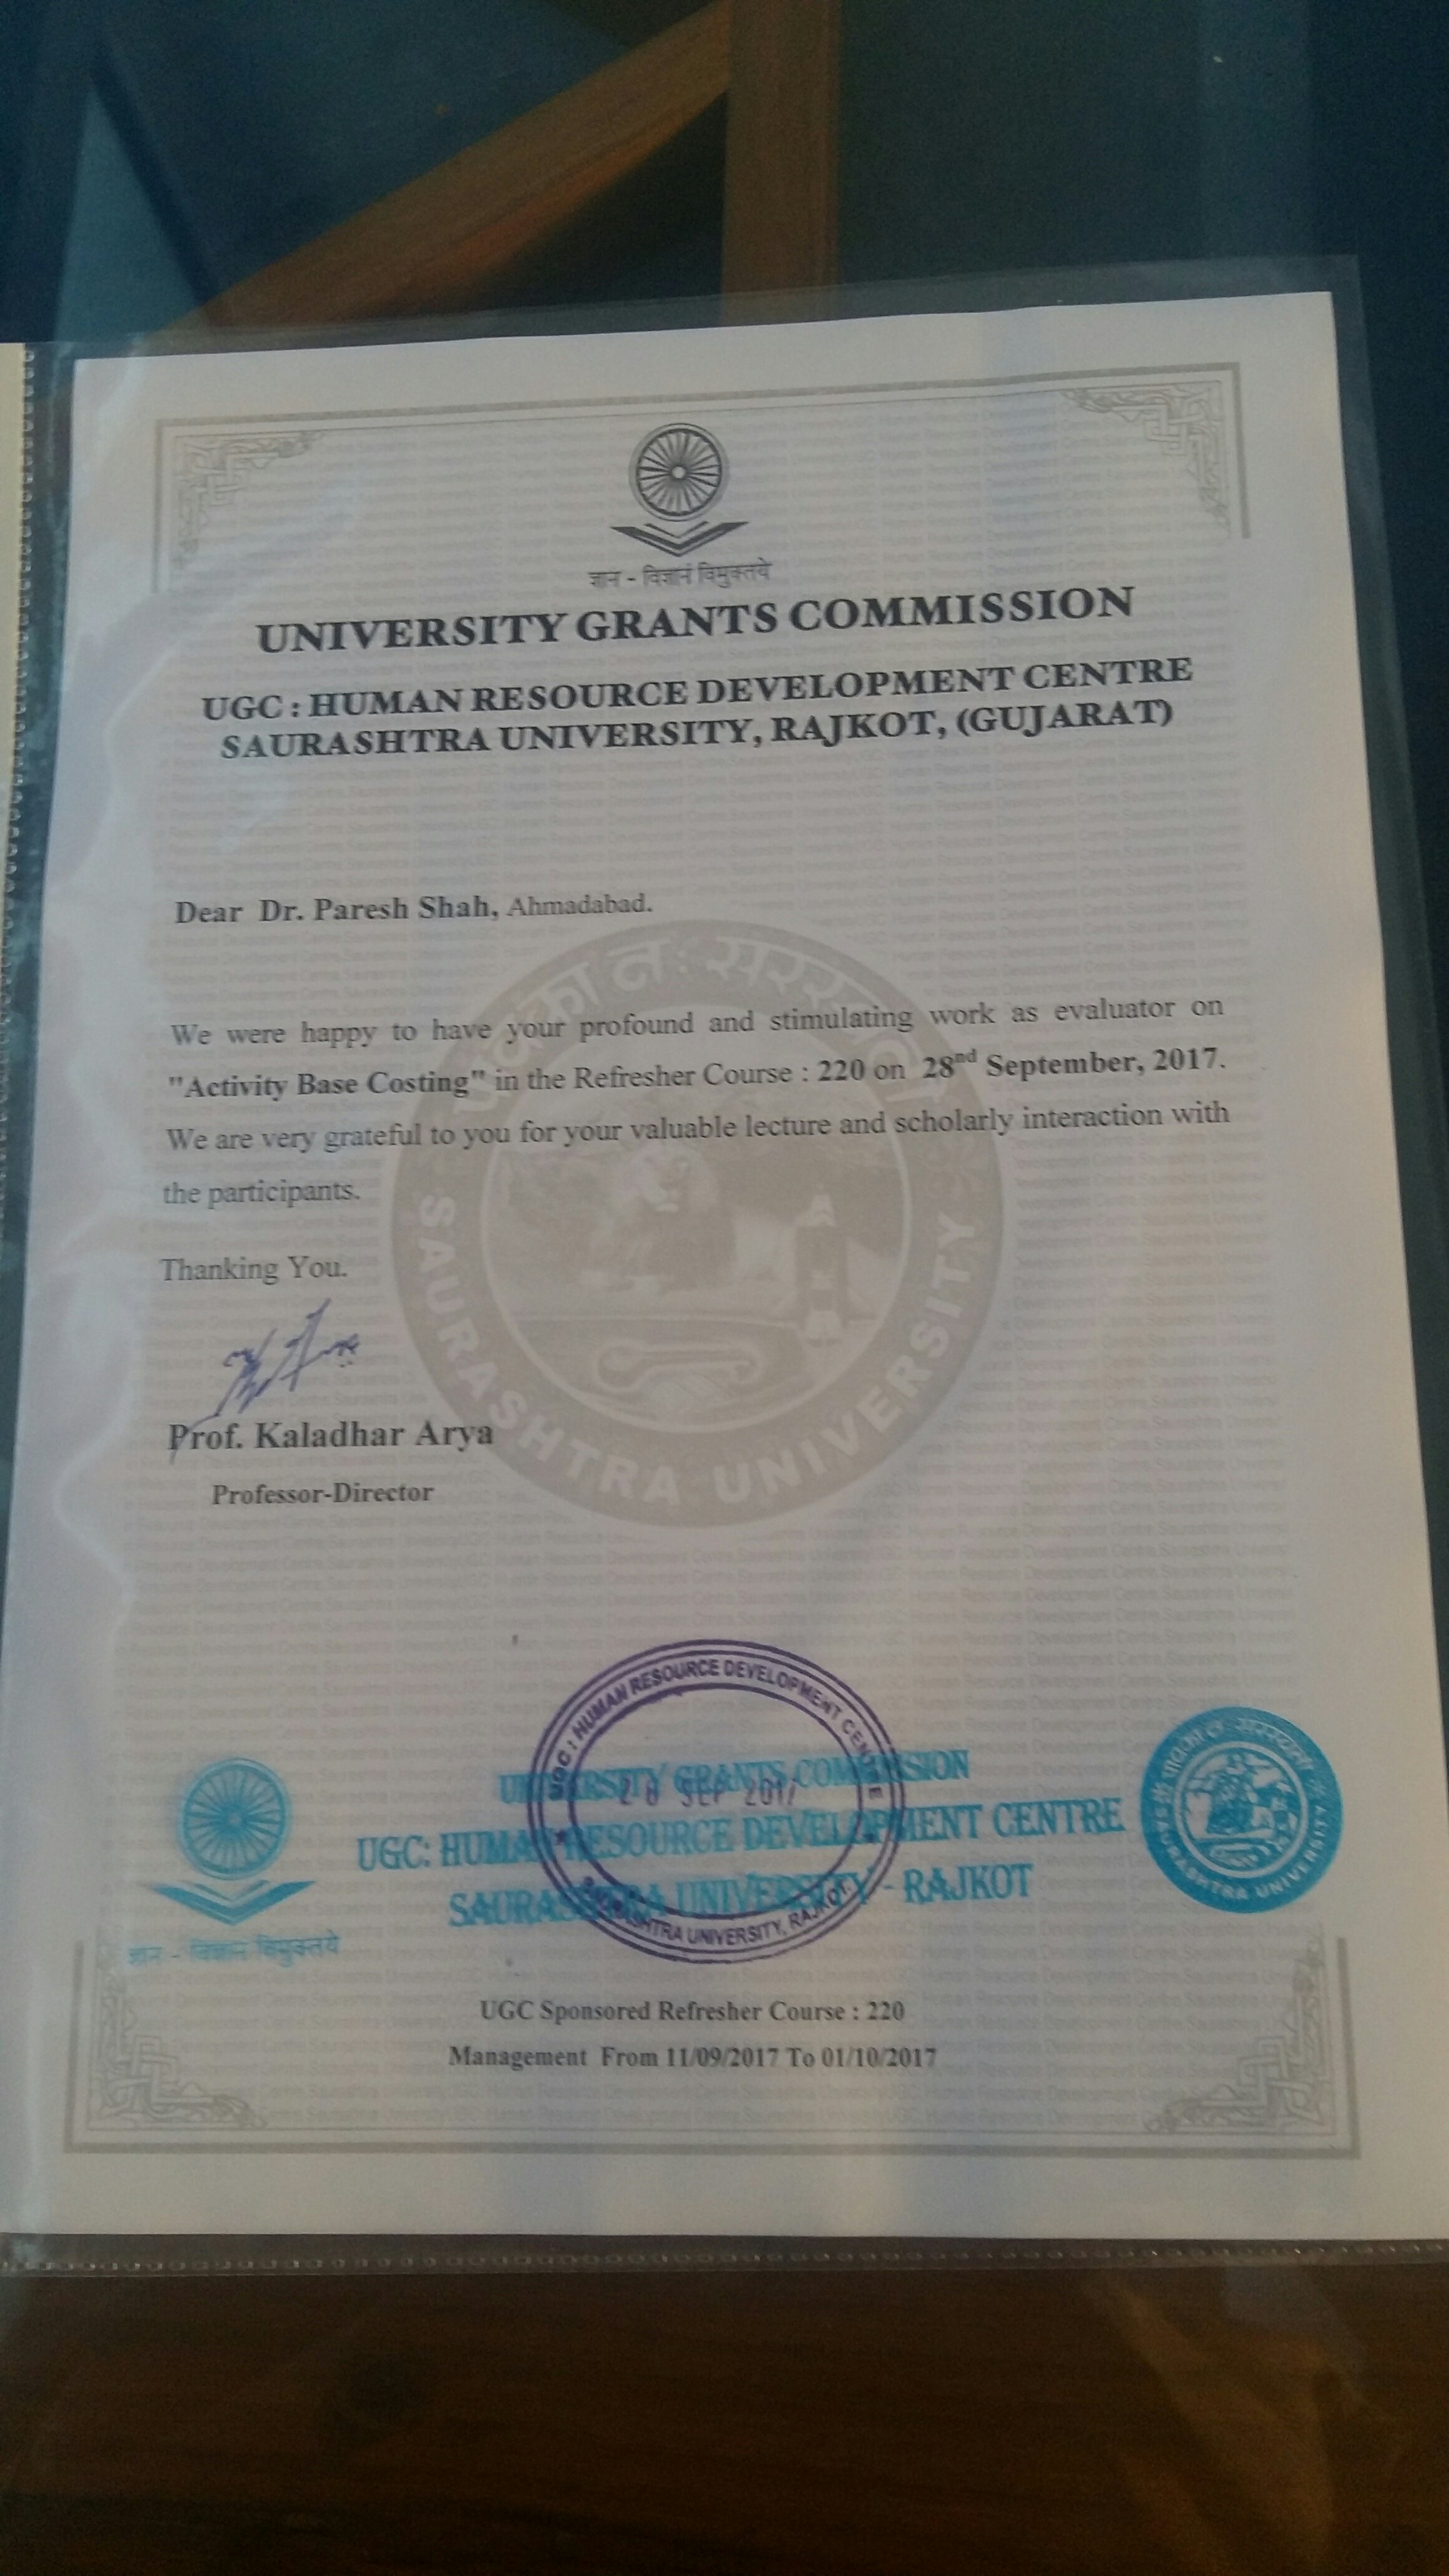 ज्ञान - विज्ञानं विमुक्तये
UNIVERSITY GRANTS COMMISSION
UGC : HUMAN RESOURCE DEVELOPMENT CENTRE
SAURASHTRA UNIVERSITY, RAJKOT, (GUJARAT)
Dear Dr. Paresh Shah, Ahmadabad.
We were happy to have your profound and stimulating work as evaluator on
"Activity Base Costing" in the Refresher Course : 220 on 28nd September, 2017.
We are very grateful to you for your valuable lecture and scholarly interaction with
the participants.
Thanking You.
Prof. Kaladhar Arya
Professor-Director
SAURASHTRA UNIVERSITY
UGC : HUMAN RESOURCE DEVELOPMENT CENTRE
28 SEP 2017
SAURASHTRA UNIVERSITY, RAJKOT.
UNIVERSITY GRANTS COMMISSION
UGC: HUMAN RESOURCE DEVELOPMENT CENTRE
SAURASHTRA UNIVERSITY - RAJKOT
ज्ञान - विज्ञान विमुक्तये
SAURASHTRA UNIVERSITY
UGC Sponsored Refresher Course : 220
Management From 11/09/2017 To 01/10/2017